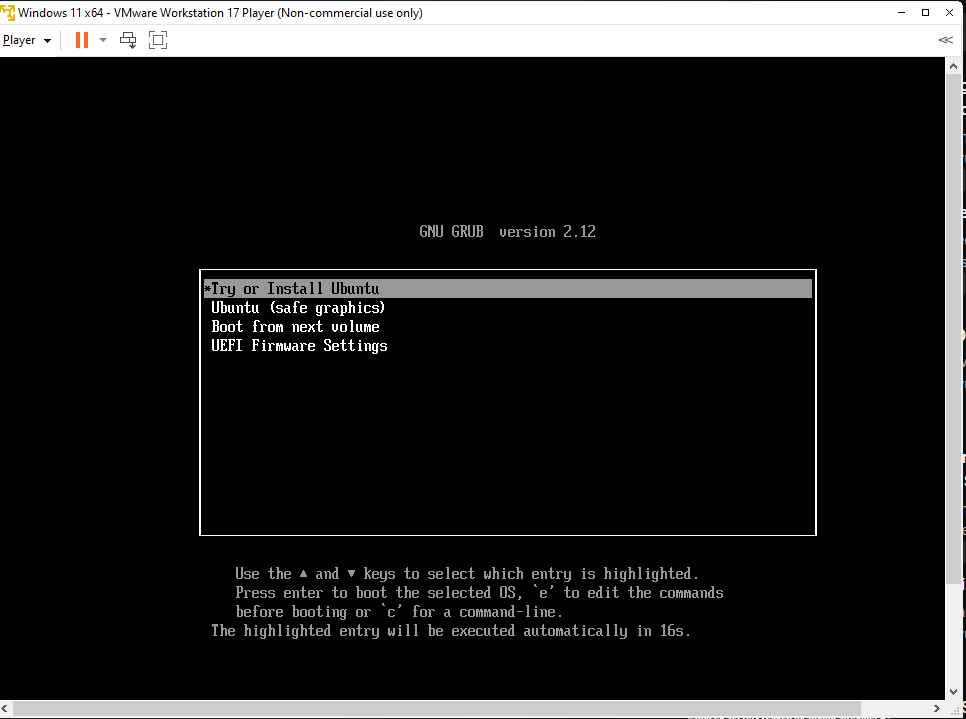 Windows 11 x64 - VMware Workstation 17 Player (Non-commercial use only)
Player
GNU GRUB version 2.12
*Try or Install Ubuntu
Ubuntu (safe graphics)
Boot from next volume
UEFI Firmware Settings
Use the ▲ and ▼ keys to select which entry is highlighted.
Press enter to boot the selected OS, `e' to edit the commands
before booting or `c' for a command-line.
The highlighted entry will be executed automatically in 16s.